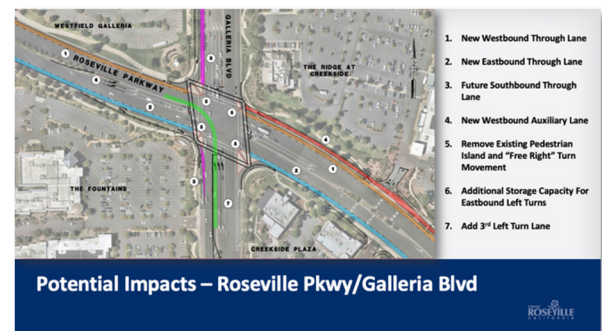 WESTFIELD GALLERIA
GALLERIA BLVD
ROSEVILLE PARKWAY
THE RIDGE AT
CREEKSIDE
THE FOUNTAINS
CREEKSIDE PLAZA
1. New Westbound Through Lane
2. New Eastbound Through Lane
3. Future Southbound Through
Lane
4. New Westbound Auxiliary Lane
5. Remove Existing Pedestrian
Island and “Free Right” Turn
Movement
6. Additional Storage Capacity For
Eastbound Left Turns
7. Add 3rd Left Turn Lane
Potential Impacts – Roseville Pkwy/Galleria Blvd
ROSEVILLE
CALIFORNIA